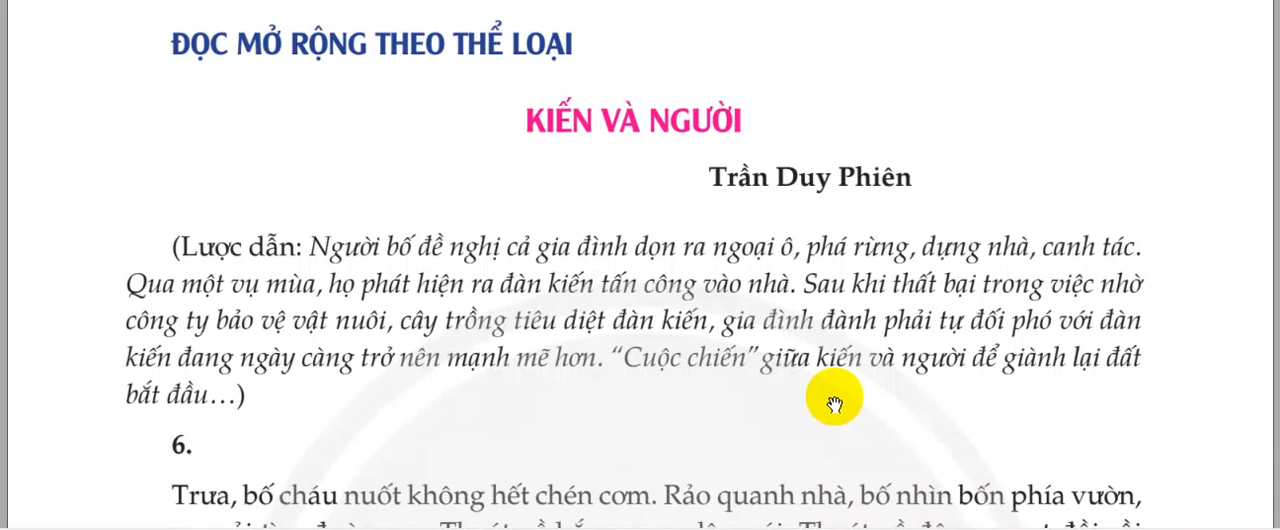 ĐỌC MỞ RỘNG THEO THỂ LOẠI
KIẾN VÀ NGƯỜI
Trần Duy Phiên
(Lược dẫn: Người bố đề nghị cả gia đình dọn ra ngoại ô, phá rừng, dựng nhà, canh tác.
Qua một vụ mùa, họ phát hiện ra đàn kiến tấn công vào nhà. Sau khi thất bại trong việc nhờ
công ty bảo vệ vật nuôi, cây trồng tiêu diệt đàn kiến, gia đình đành phải tự đối phó với đàn
kiến đang ngày càng trở nên mạnh mẽ hơn. “Cuộc chiến”giữa kiến và người để giành lại đất
bắt đầu…)
6.
Trưa, bố cháu nuốt không hết chén cơm. Rảo quanh nhà, bố nhìn bốn phía vườn,